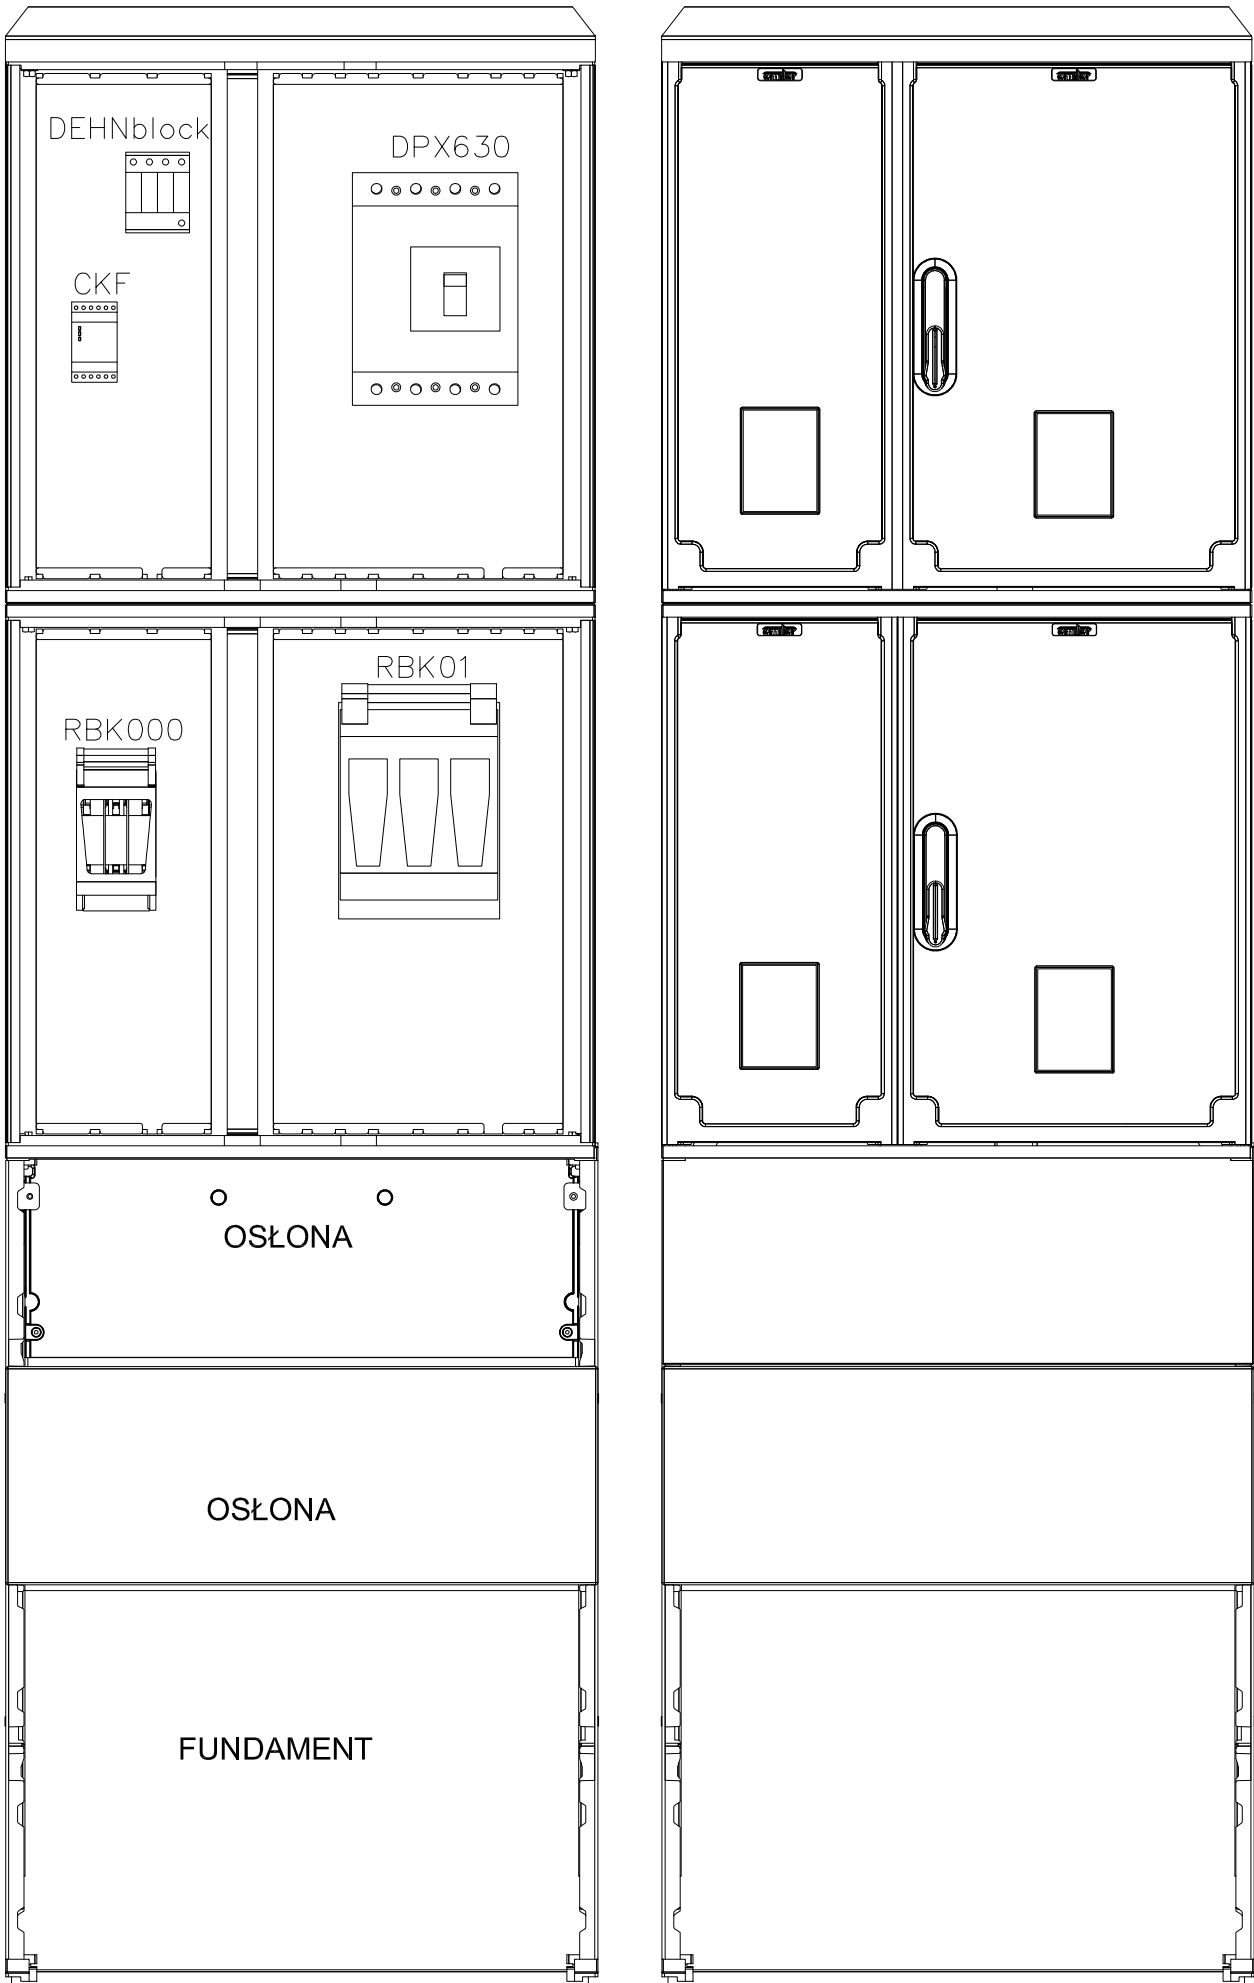 DEHNblock
DPX630
CKF
RBK01
RBK000
OSŁONA
OSŁONA
FUNDAMENT